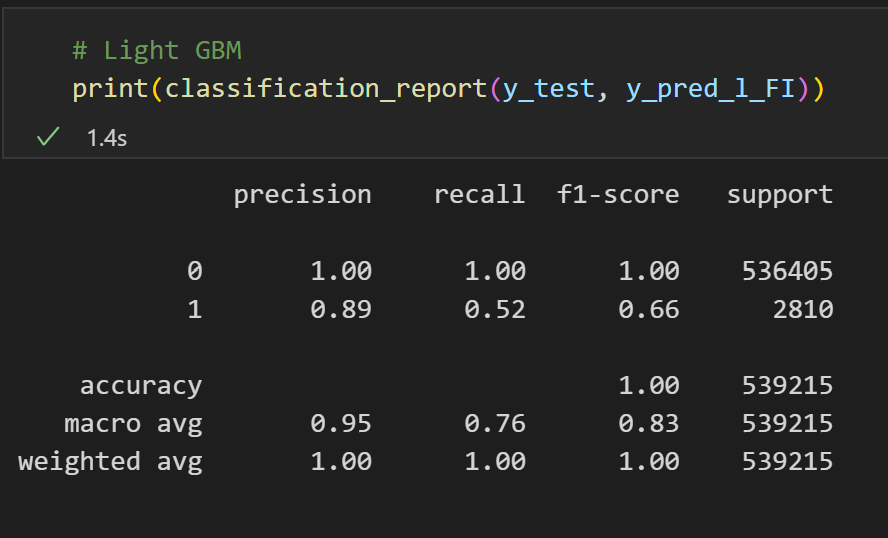 # Light GBM
print(classification_report(y_test, y_pred_l_FI))
1.4s
precision recall f1-score support
0 1.00 1.00 1.00 536405
1 0.89 0.52 0.66 2810
accuracy 1.00 539215
macro avg 0.95 0.76 0.83 539215
weighted avg 1.00 1.00 1.00 539215